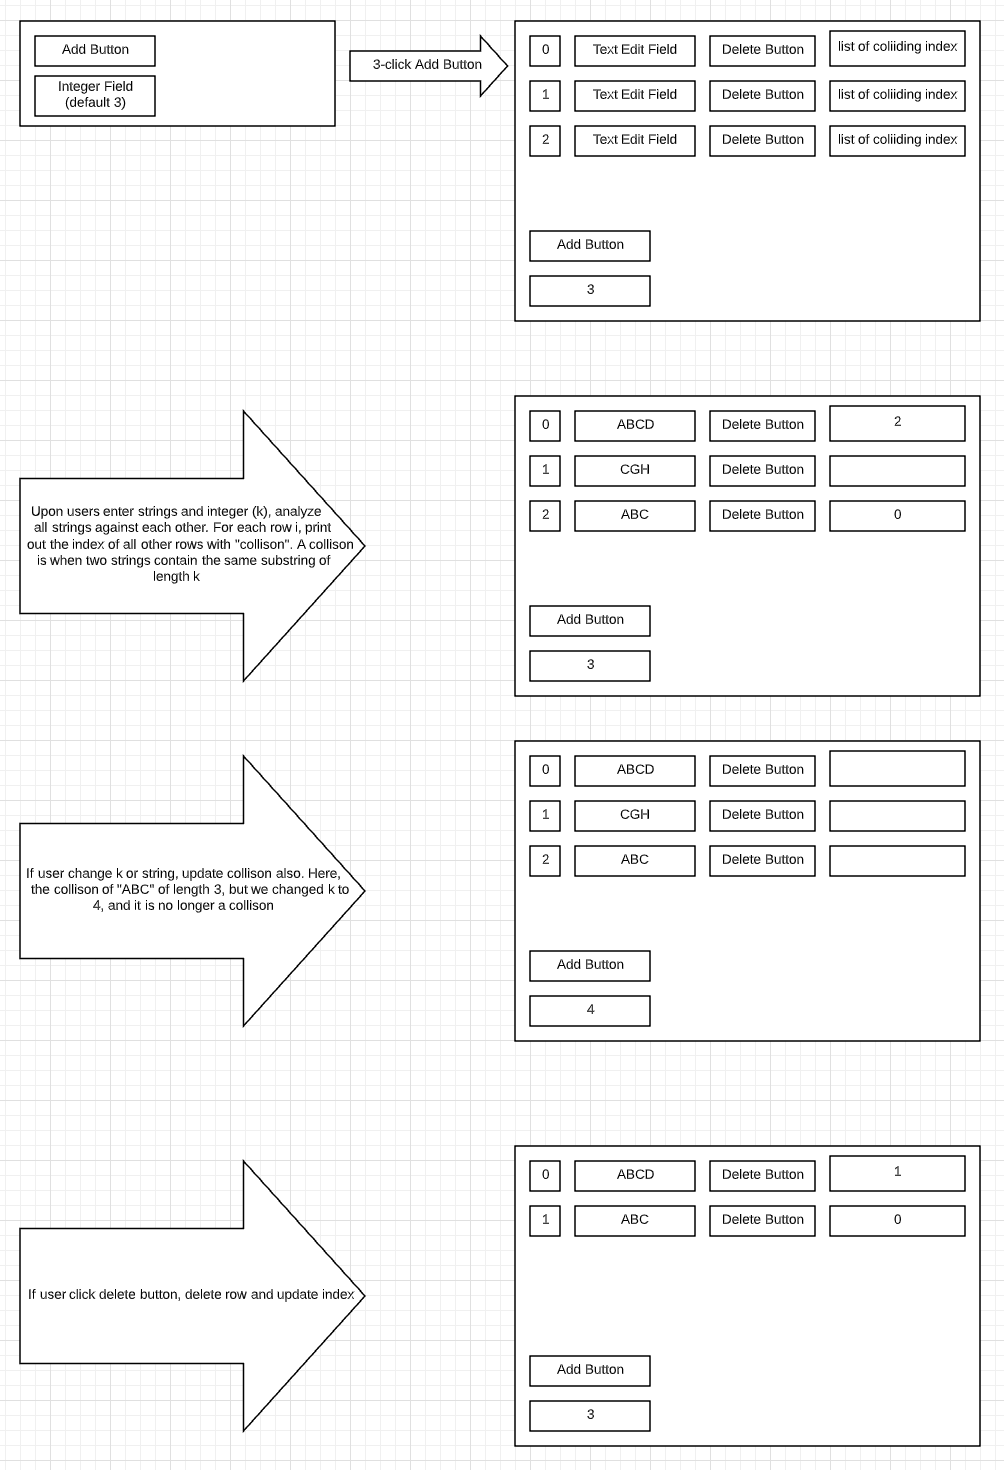 Add Button
Integer Field
(default 3)
3-click Add Button
0 Text Edit Field Delete Button list of coliiding index
1 Text Edit Field Delete Button list of coliiding index
2 Text Edit Field Delete Button list of coliiding index
Add Button
3
Upon users enter strings and integer (k), analyze
all strings against each other. For each row i, print
out the index of all other rows with "collison". A collison
is when two strings contain the same substring of
length k
0 ABCD Delete Button 2
1 CGH Delete Button
2 ABC Delete Button 0
Add Button
3
If user change k or string, update collison also. Here,
the collison of "ABC" of length 3, but we changed k to
4, and it is no longer a collison
0 ABCD Delete Button
1 CGH Delete Button
2 ABC Delete Button
Add Button
4
If user click delete button, delete row and update index
0 ABCD Delete Button 1
1 ABC Delete Button 0
Add Button
3